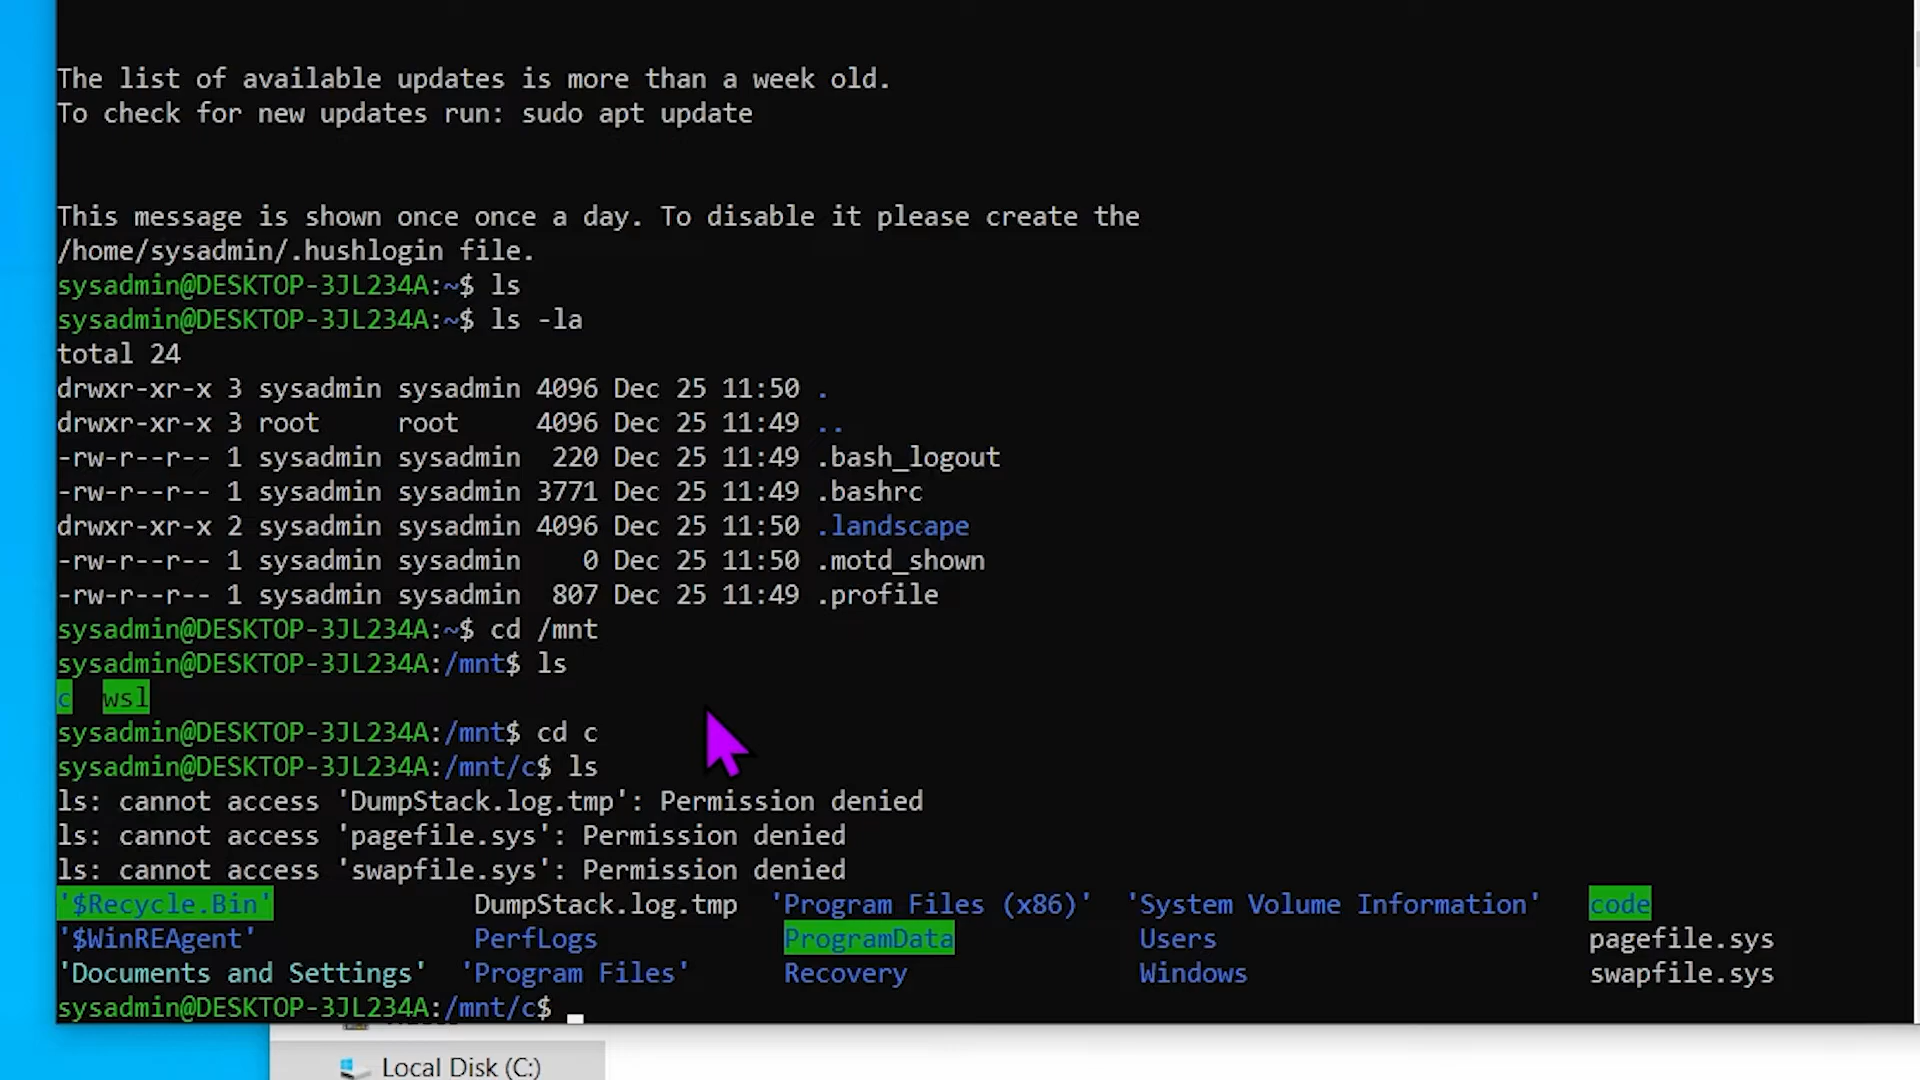 The list of available updates is more than a week old.
To check for new updates run: sudo apt update
This message is shown once once a day. To disable it please create the
/home/sysadmin/.hushlogin file.
sysadmin@DESKTOP-3JL234A:~$ ls
sysadmin@DESKTOP-3JL234A:~$ ls -la
total 24
drwxr-xr-x 3 sysadmin sysadmin 4096 Dec 25 11:50 .
drwxr-xr-x 3 root     root     4096 Dec 25 11:49 ..
-rw-r--r-- 1 sysadmin sysadmin  220 Dec 25 11:49 .bash_logout
-rw-r--r-- 1 sysadmin sysadmin 3771 Dec 25 11:49 .bashrc
drwxr-xr-x 2 sysadmin sysadmin 4096 Dec 25 11:50 .landscape
-rw-r--r-- 1 sysadmin sysadmin    0 Dec 25 11:50 .motd_shown
-rw-r--r-- 1 sysadmin sysadmin  807 Dec 25 11:49 .profile
sysadmin@DESKTOP-3JL234A:~$ cd /mnt
sysadmin@DESKTOP-3JL234A:/mnt$ ls
c  wsl
sysadmin@DESKTOP-3JL234A:/mnt$ cd c
sysadmin@DESKTOP-3JL234A:/mnt/c$ ls
ls: cannot access 'DumpStack.log.tmp': Permission denied
ls: cannot access 'pagefile.sys': Permission denied
ls: cannot access 'swapfile.sys': Permission denied
'$Recycle.Bin'             DumpStack.log.tmp  'Program Files (x86)'  'System Volume Information'   code
'$WinREAgent'              PerfLogs            ProgramData            Users                        pagefile.sys
'Documents and Settings'  'Program Files'      Recovery               Windows                      swapfile.sys
sysadmin@DESKTOP-3JL234A:/mnt/c$
Local Disk (C:)